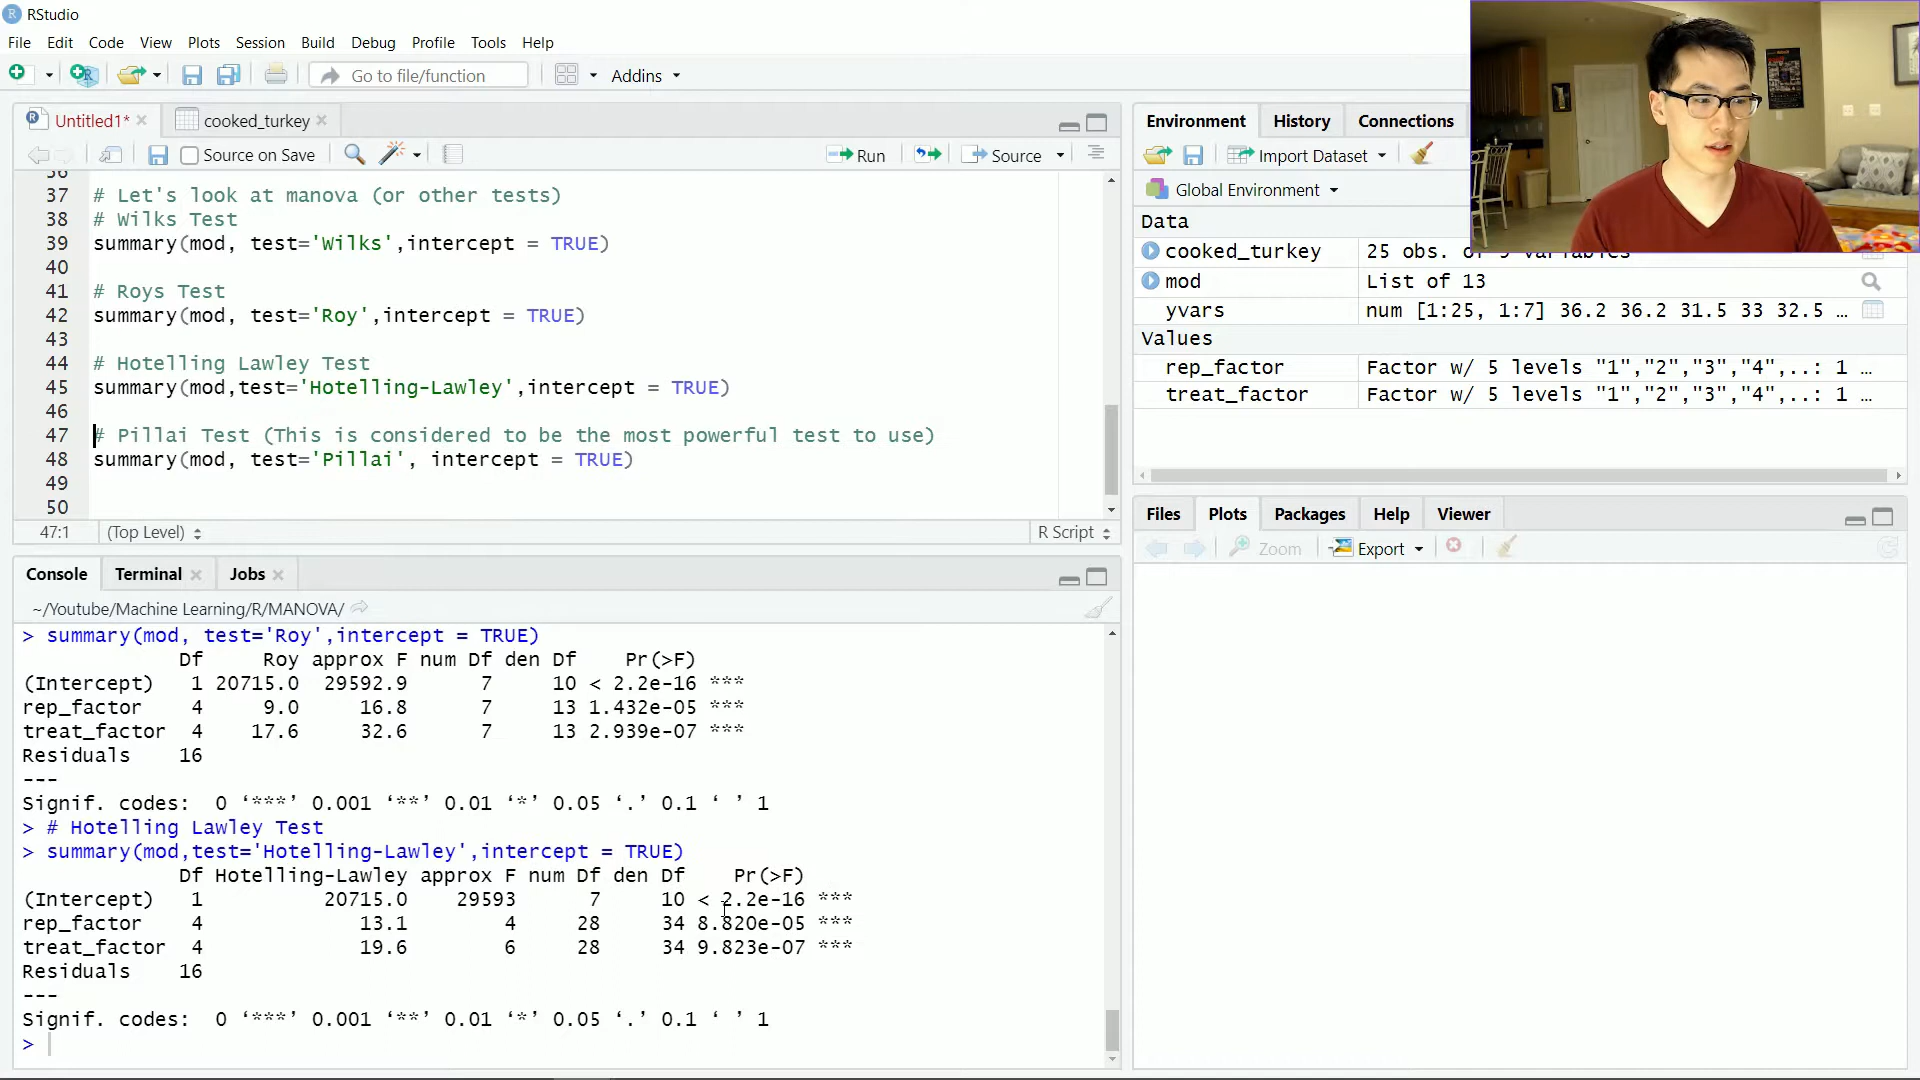 RStudio
File Edit Code View Plots Session Build Debug Profile Tools Help
Go to file/function Addins
Untitled1* cooked_turkey
Source on Save Run Source
37 # Let's look at manova (or other tests)
38 # Wilks Test
39 summary(mod, test='Wilks',intercept = TRUE)
40
41 # Roys Test
42 summary(mod, test='Roy',intercept = TRUE)
43
44 # Hotelling Lawley Test
45 summary(mod,test='Hotelling-Lawley',intercept = TRUE)
46
47 # Pillai Test (This is considered to be the most powerful test to use)
48 summary(mod, test='Pillai', intercept = TRUE)
49
50
47:1 (Top Level) R Script
Console Terminal Jobs
~/Youtube/Machine Learning/R/MANOVA/
> summary(mod, test='Roy',intercept = TRUE)
Df Roy approx F num Df den Df Pr(>F)
(Intercept) 1 20715.0 29592.9 7 10 < 2.2e-16 ***
rep_factor 4 9.0 16.8 7 13 1.432e-05 ***
treat_factor 4 17.6 32.6 7 13 2.939e-07 ***
Residuals 16
---
Signif. codes: 0 ‘***’ 0.001 ‘**’ 0.01 ‘*’ 0.05 ‘.’ 0.1 ‘ ’ 1
> # Hotelling Lawley Test
> summary(mod,test='Hotelling-Lawley',intercept = TRUE)
Df Hotelling-Lawley approx F num Df den Df Pr(>F)
(Intercept) 1 20715.0 29593 7 10 < 2.2e-16 ***
rep_factor 4 13.1 4 28 34 8.820e-05 ***
treat_factor 4 19.6 6 28 34 9.823e-07 ***
Residuals 16
---
Signif. codes: 0 ‘***’ 0.001 ‘**’ 0.01 ‘*’ 0.05 ‘.’ 0.1 ‘ ’ 1
>
Environment History Connections
Import Dataset
Global Environment
Data
cooked_turkey 25 obs. of variables
mod List of 13
yvars num [1:25, 1:7] 36.2 36.2 31.5 33 32.5 …
Values
rep_factor Factor w/ 5 levels "1","2","3","4",..: 1 …
treat_factor Factor w/ 5 levels "1","2","3","4",..: 1 …
Files Plots Packages Help Viewer
Zoom Export